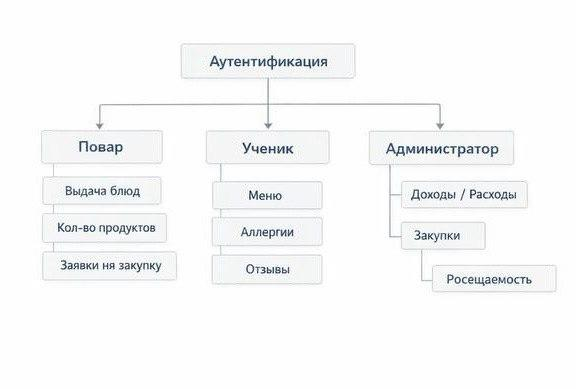 Аутентификация
Повар
Выдача блюд
Кол-во продуктов
Заявки ня закупку
Ученик
Меню
Аллергии
Отзывы
Администратор
Доходы / Расходы
Закупки
Росещаемость